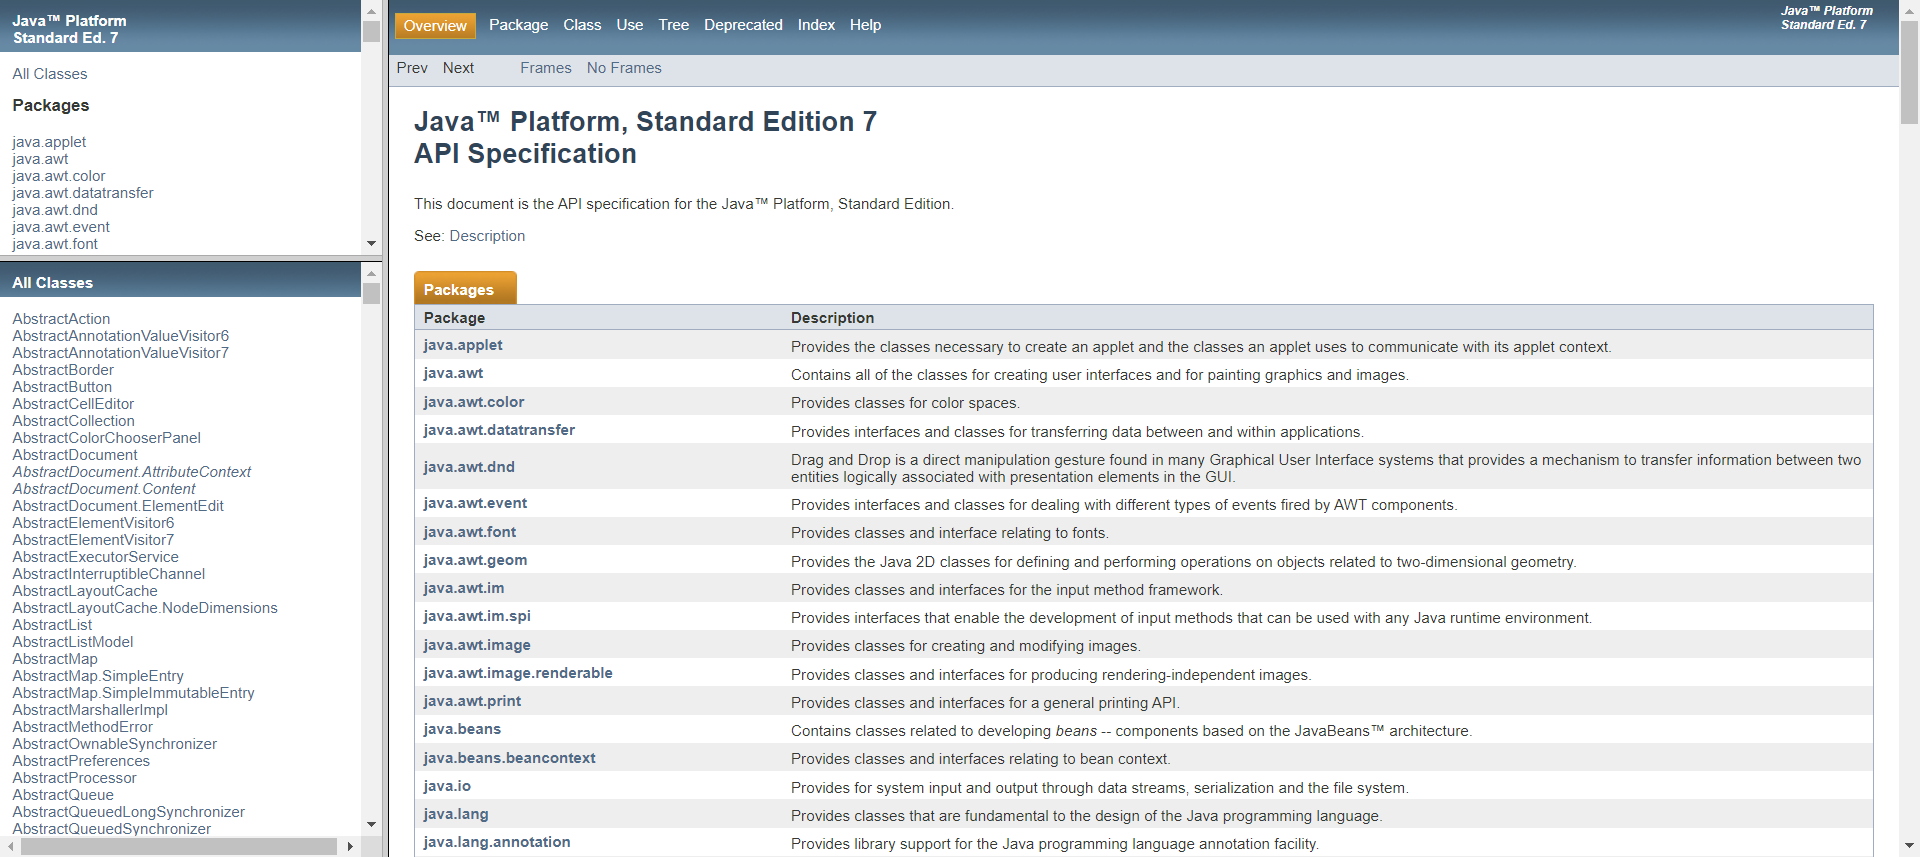 Java™ Platform
Standard Ed. 7
All Classes
Packages
java.applet
java.awt
java.awt.color
java.awt.datatransfer
java.awt.dnd
java.awt.event
java.awt.font
All Classes
AbstractAction
AbstractAnnotationValueVisitor6
AbstractAnnotationValueVisitor7
AbstractBorder
AbstractButton
AbstractCellEditor
AbstractCollection
AbstractColorChooserPanel
AbstractDocument
AbstractDocument.AttributeContext
AbstractDocument.Content
AbstractDocument.ElementEdit
AbstractElementVisitor6
AbstractElementVisitor7
AbstractExecutorService
AbstractInterruptibleChannel
AbstractLayoutCache
AbstractLayoutCache.NodeDimensions
AbstractList
AbstractListModel
AbstractMap
AbstractMap.SimpleEntry
AbstractMap.SimpleImmutableEntry
AbstractMarshallerImpl
AbstractMethodError
AbstractOwnableSynchronizer
AbstractPreferences
AbstractProcessor
AbstractQueue
AbstractQueuedLongSynchronizer
AbstractQueuedSynchronizer
Overview Package Class Use Tree Deprecated Index Help
Java™ Platform
Standard Ed. 7
Prev Next Frames No Frames
Java™ Platform, Standard Edition 7
API Specification
This document is the API specification for the Java™ Platform, Standard Edition.
See: Description
Packages
Package Description
java.applet Provides the classes necessary to create an applet and the classes an applet uses to communicate with its applet context.
java.awt Contains all of the classes for creating user interfaces and for painting graphics and images.
java.awt.color Provides classes for color spaces.
java.awt.datatransfer Provides interfaces and classes for transferring data between and within applications.
java.awt.dnd Drag and Drop is a direct manipulation gesture found in many Graphical User Interface systems that provides a mechanism to transfer information between two
entities logically associated with presentation elements in the GUI.
java.awt.event Provides interfaces and classes for dealing with different types of events fired by AWT components.
java.awt.font Provides classes and interface relating to fonts.
java.awt.geom Provides the Java 2D classes for defining and performing operations on objects related to two-dimensional geometry.
java.awt.im Provides classes and interfaces for the input method framework.
java.awt.im.spi Provides interfaces that enable the development of input methods that can be used with any Java runtime environment.
java.awt.image Provides classes for creating and modifying images.
java.awt.image.renderable Provides classes and interfaces for producing rendering-independent images.
java.awt.print Provides classes and interfaces for a general printing API.
java.beans Contains classes related to developing beans -- components based on the JavaBeans™ architecture.
java.beans.beancontext Provides classes and interfaces relating to bean context.
java.io Provides for system input and output through data streams, serialization and the file system.
java.lang Provides classes that are fundamental to the design of the Java programming language.
java.lang.annotation Provides library support for the Java programming language annotation facility.